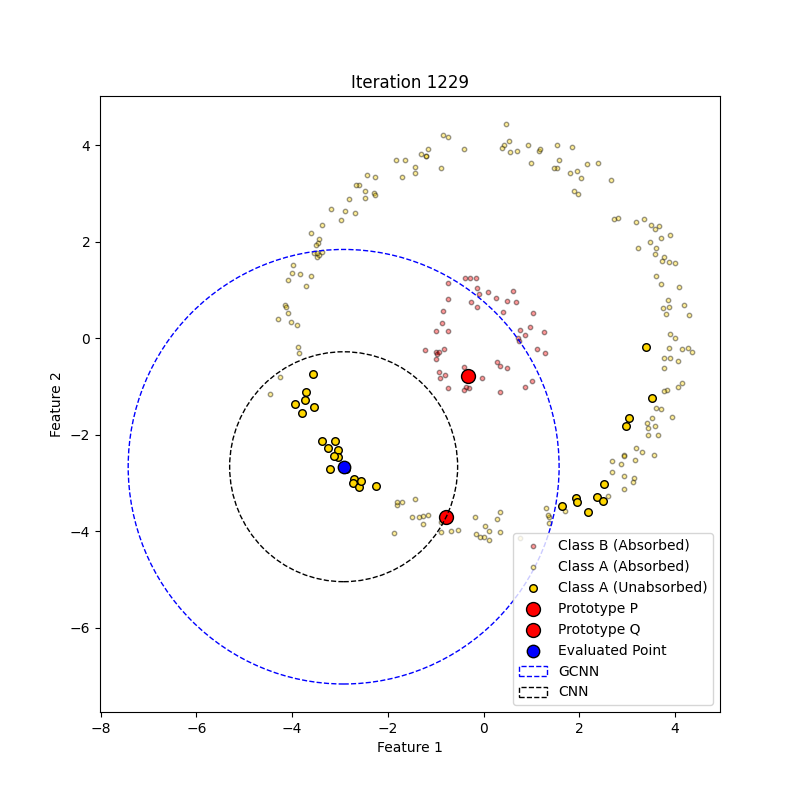 Iteration 1229
Feature 2
4
2
0
−2
−4
−6
−8
−6
−4
−2
0
2
4
Feature 1
Class B (Absorbed)
Class A (Absorbed)
Class A (Unabsorbed)
Prototype P
Prototype Q
Evaluated Point
GCNN
CNN